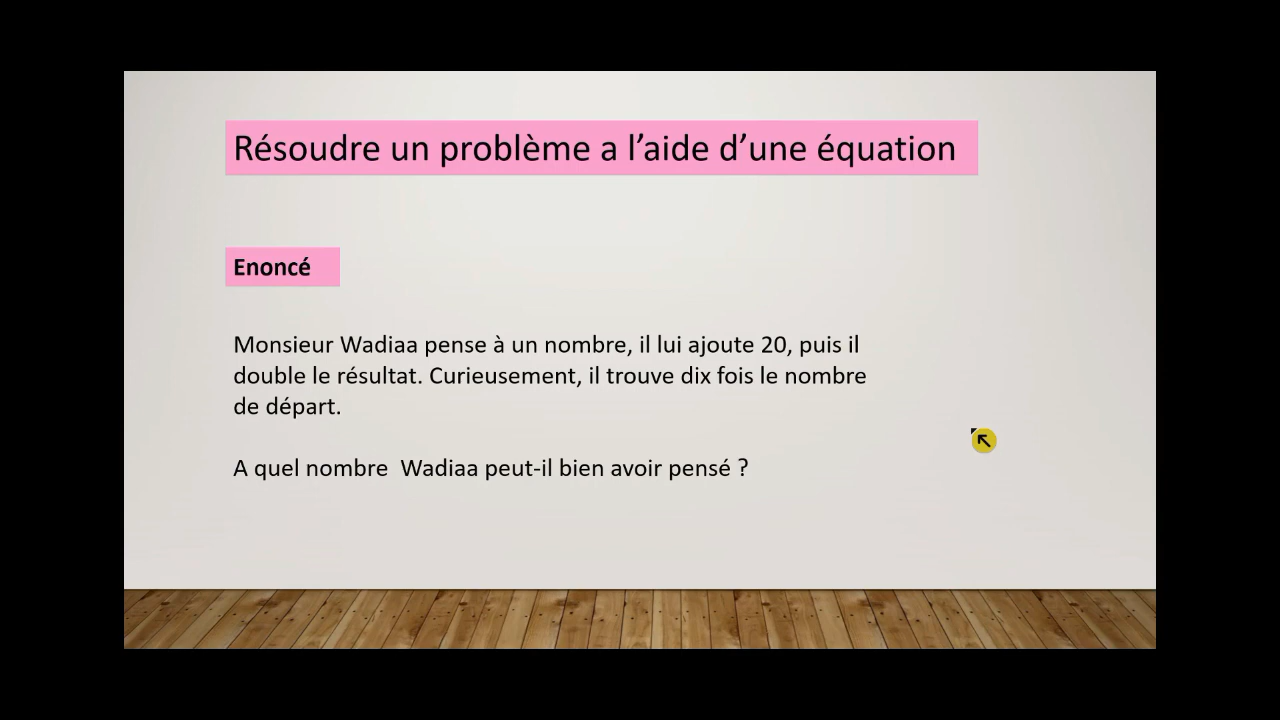 Résoudre un problème a l’aide d’une équation
Enoncé
Monsieur Wadiaa pense à un nombre, il lui ajoute 20, puis il
double le résultat. Curieusement, il trouve dix fois le nombre
de départ.
A quel nombre  Wadiaa peut-il bien avoir pensé ?